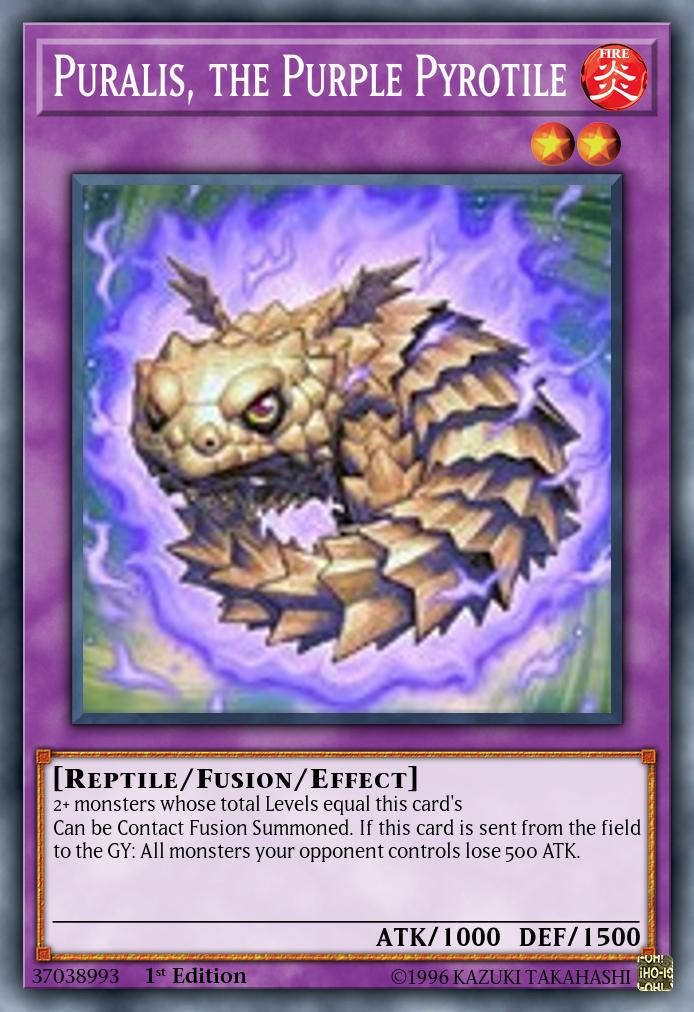 Puralis, the Purple Pyrotile
FIRE
炎
[Reptile/Fusion/Effect]
2+ monsters whose total Levels equal this card's
Can be Contact Fusion Summoned. If this card is sent from the field
to the GY: All monsters your opponent controls lose 500 ATK.
ATK/1000 DEF/1500
37038993 1st Edition ©1996 KAZUKI TAKAHASHI